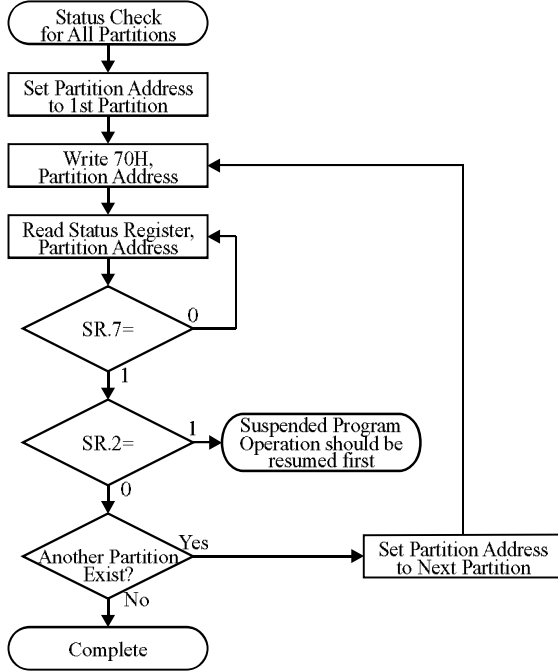 Status Check
for All Partitions
Set Partition Address
to 1st Partition
Write 70H,
Partition Address
Read Status Register,
Partition Address
SR.7=
0
1
SR.2=
1
Suspended Program
Operation should be
resumed first
0
Another Partition
Exist?
Yes
Set Partition Address
to Next Partition
No
Complete